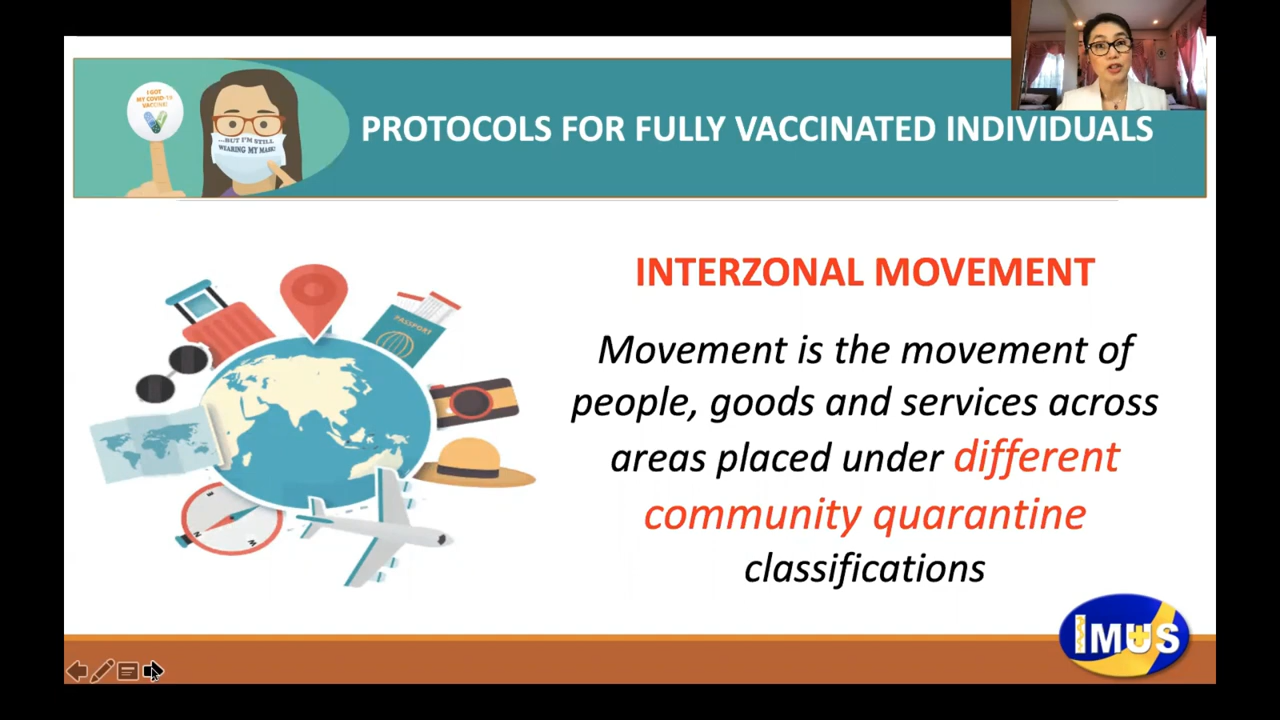 I GOT
MY COVID-19
VACCINE!
...BUT I'M STILL
WEARING MY MASK!
PROTOCOLS FOR FULLY VACCINATED INDIVIDUALS
PASSPORT
INTERZONAL MOVEMENT
Movement is the movement of
people, goods and services across
areas placed under different
community quarantine
classifications
IMUS